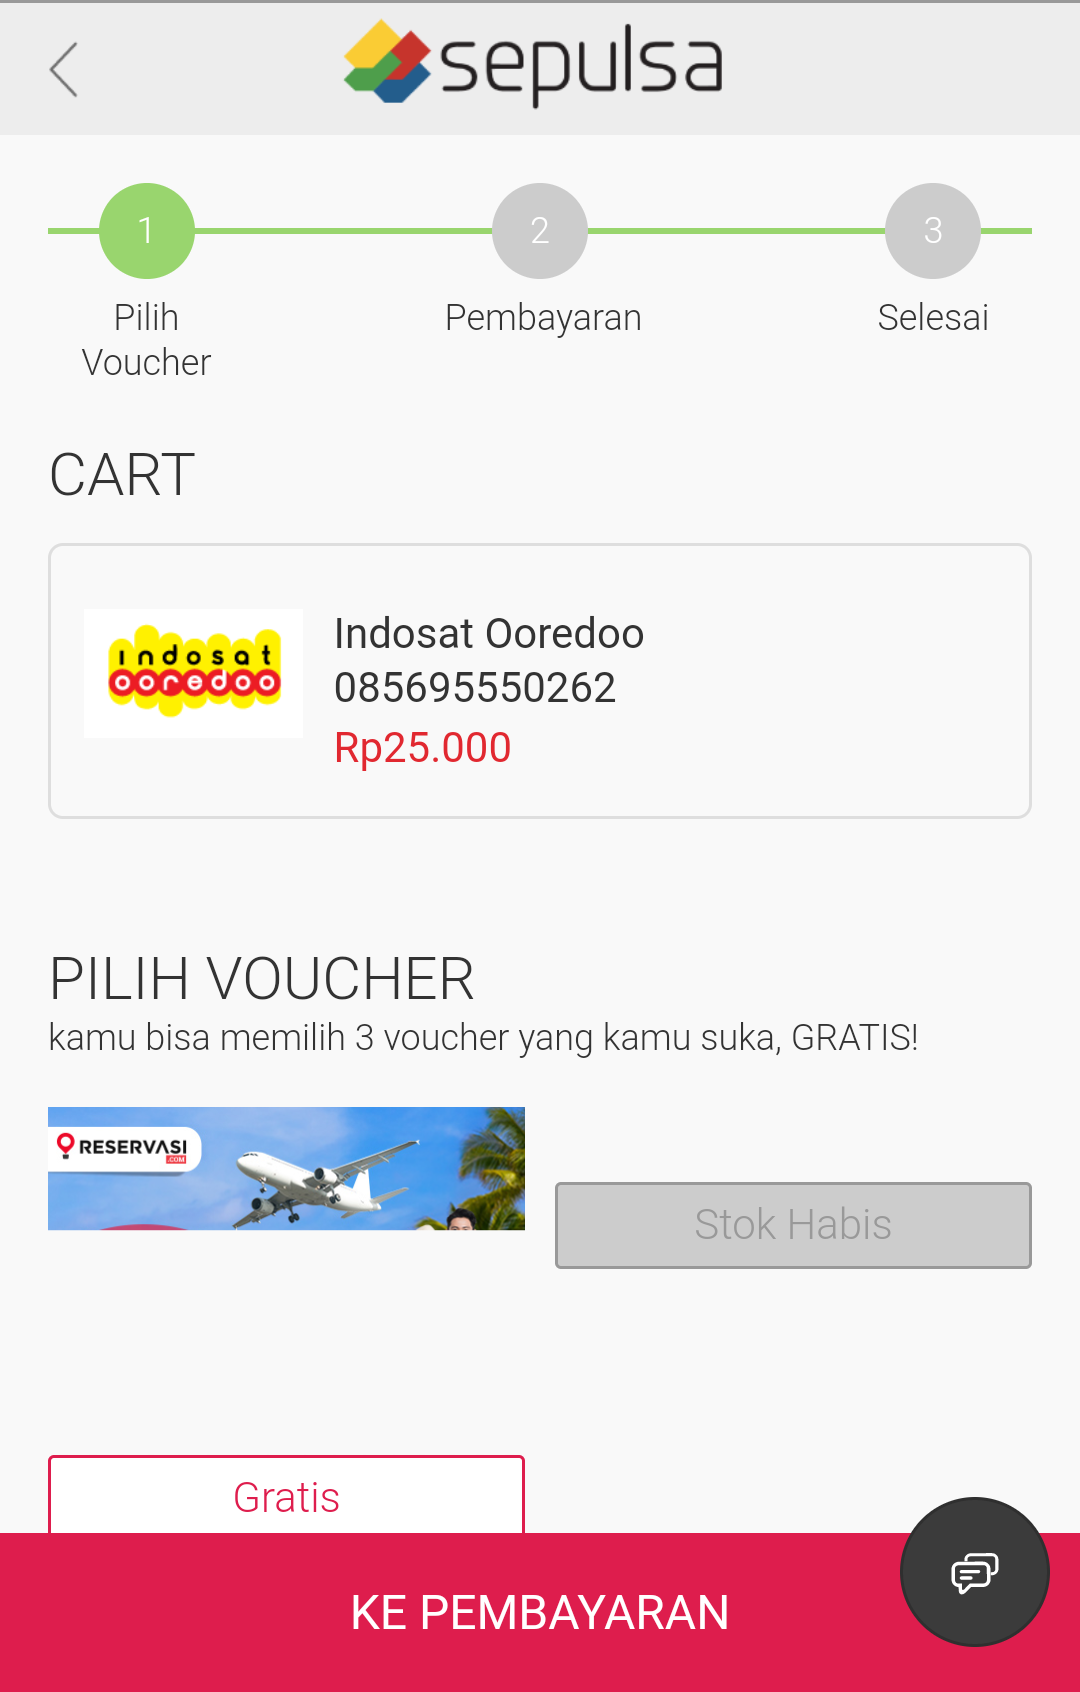 sepulsa
1
2
3
Pilih
Voucher
Pembayaran
Selesai
CART
indosat
ooredoo
Indosat Ooredoo
085695550262
Rp25.000
PILIH VOUCHER
kamu bisa memilih 3 voucher yang kamu suka, GRATIS!
RESERVASI
.COM
Stok Habis
Gratis
KE PEMBAYARAN